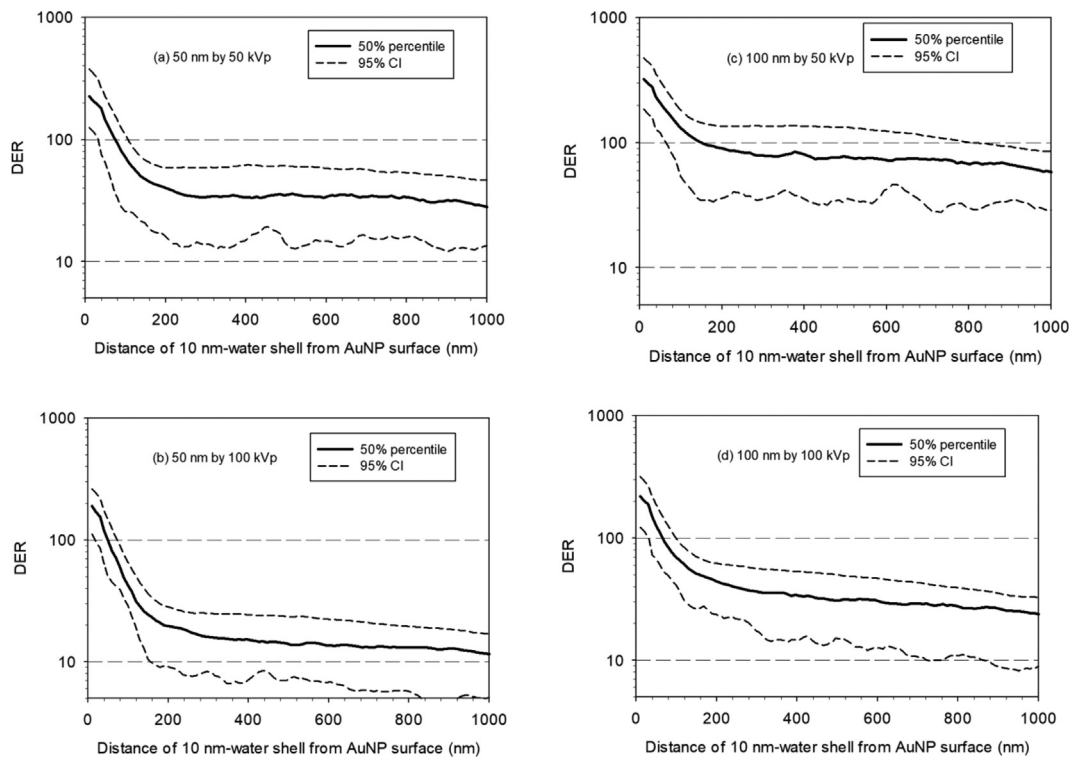 1000
100
10
DER
(a) 50 nm by 50 kVp
50% percentile
95% CI
0 200 400 600 800 1000
Distance of 10 nm-water shell from AuNP surface (nm)
1000
100
10
DER
(c) 100 nm by 50 kVp
50% percentile
95% CI
0 200 400 600 800 1000
Distance of 10 nm-water shell from AuNP surface (nm)
1000
100
10
DER
(b) 50 nm by 100 kVp
50% percentile
95% CI
0 200 400 600 800 1000
Distance of 10 nm-water shell from AuNP surface (nm)
1000
100
10
DER
(d) 100 nm by 100 kVp
50% percentile
95% CI
0 200 400 600 800 1000
Distance of 10 nm-water shell from AuNP surface (nm)